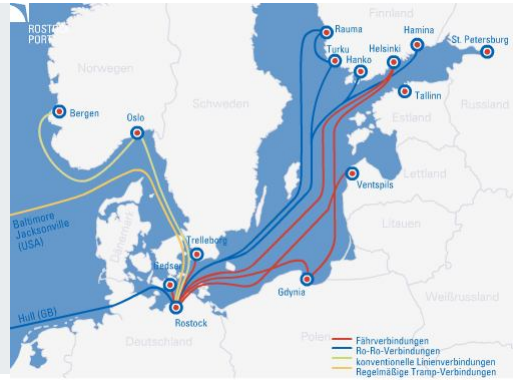 ROSTOCK
PORT
Finnland
Rauma
Hamina
St. Petersburg
Turku
Helsinki
Hanko
Norwegen
Schweden
Tallinn
Estland
Russland
Bergen
Oslo
Lettland
Ventspils
Baltimore
Jacksonville
(USA)
Dänemark
Trelleborg
Litauen
Gedser
Gdynia
Weißrussland
Hull (GB)
Rostock
Deutschland
Polen
Fährverbindungen
Ro-Ro-Verbindungen
konventionelle Linienverbindungen
Regelmäßige Tramp-Verbindungen